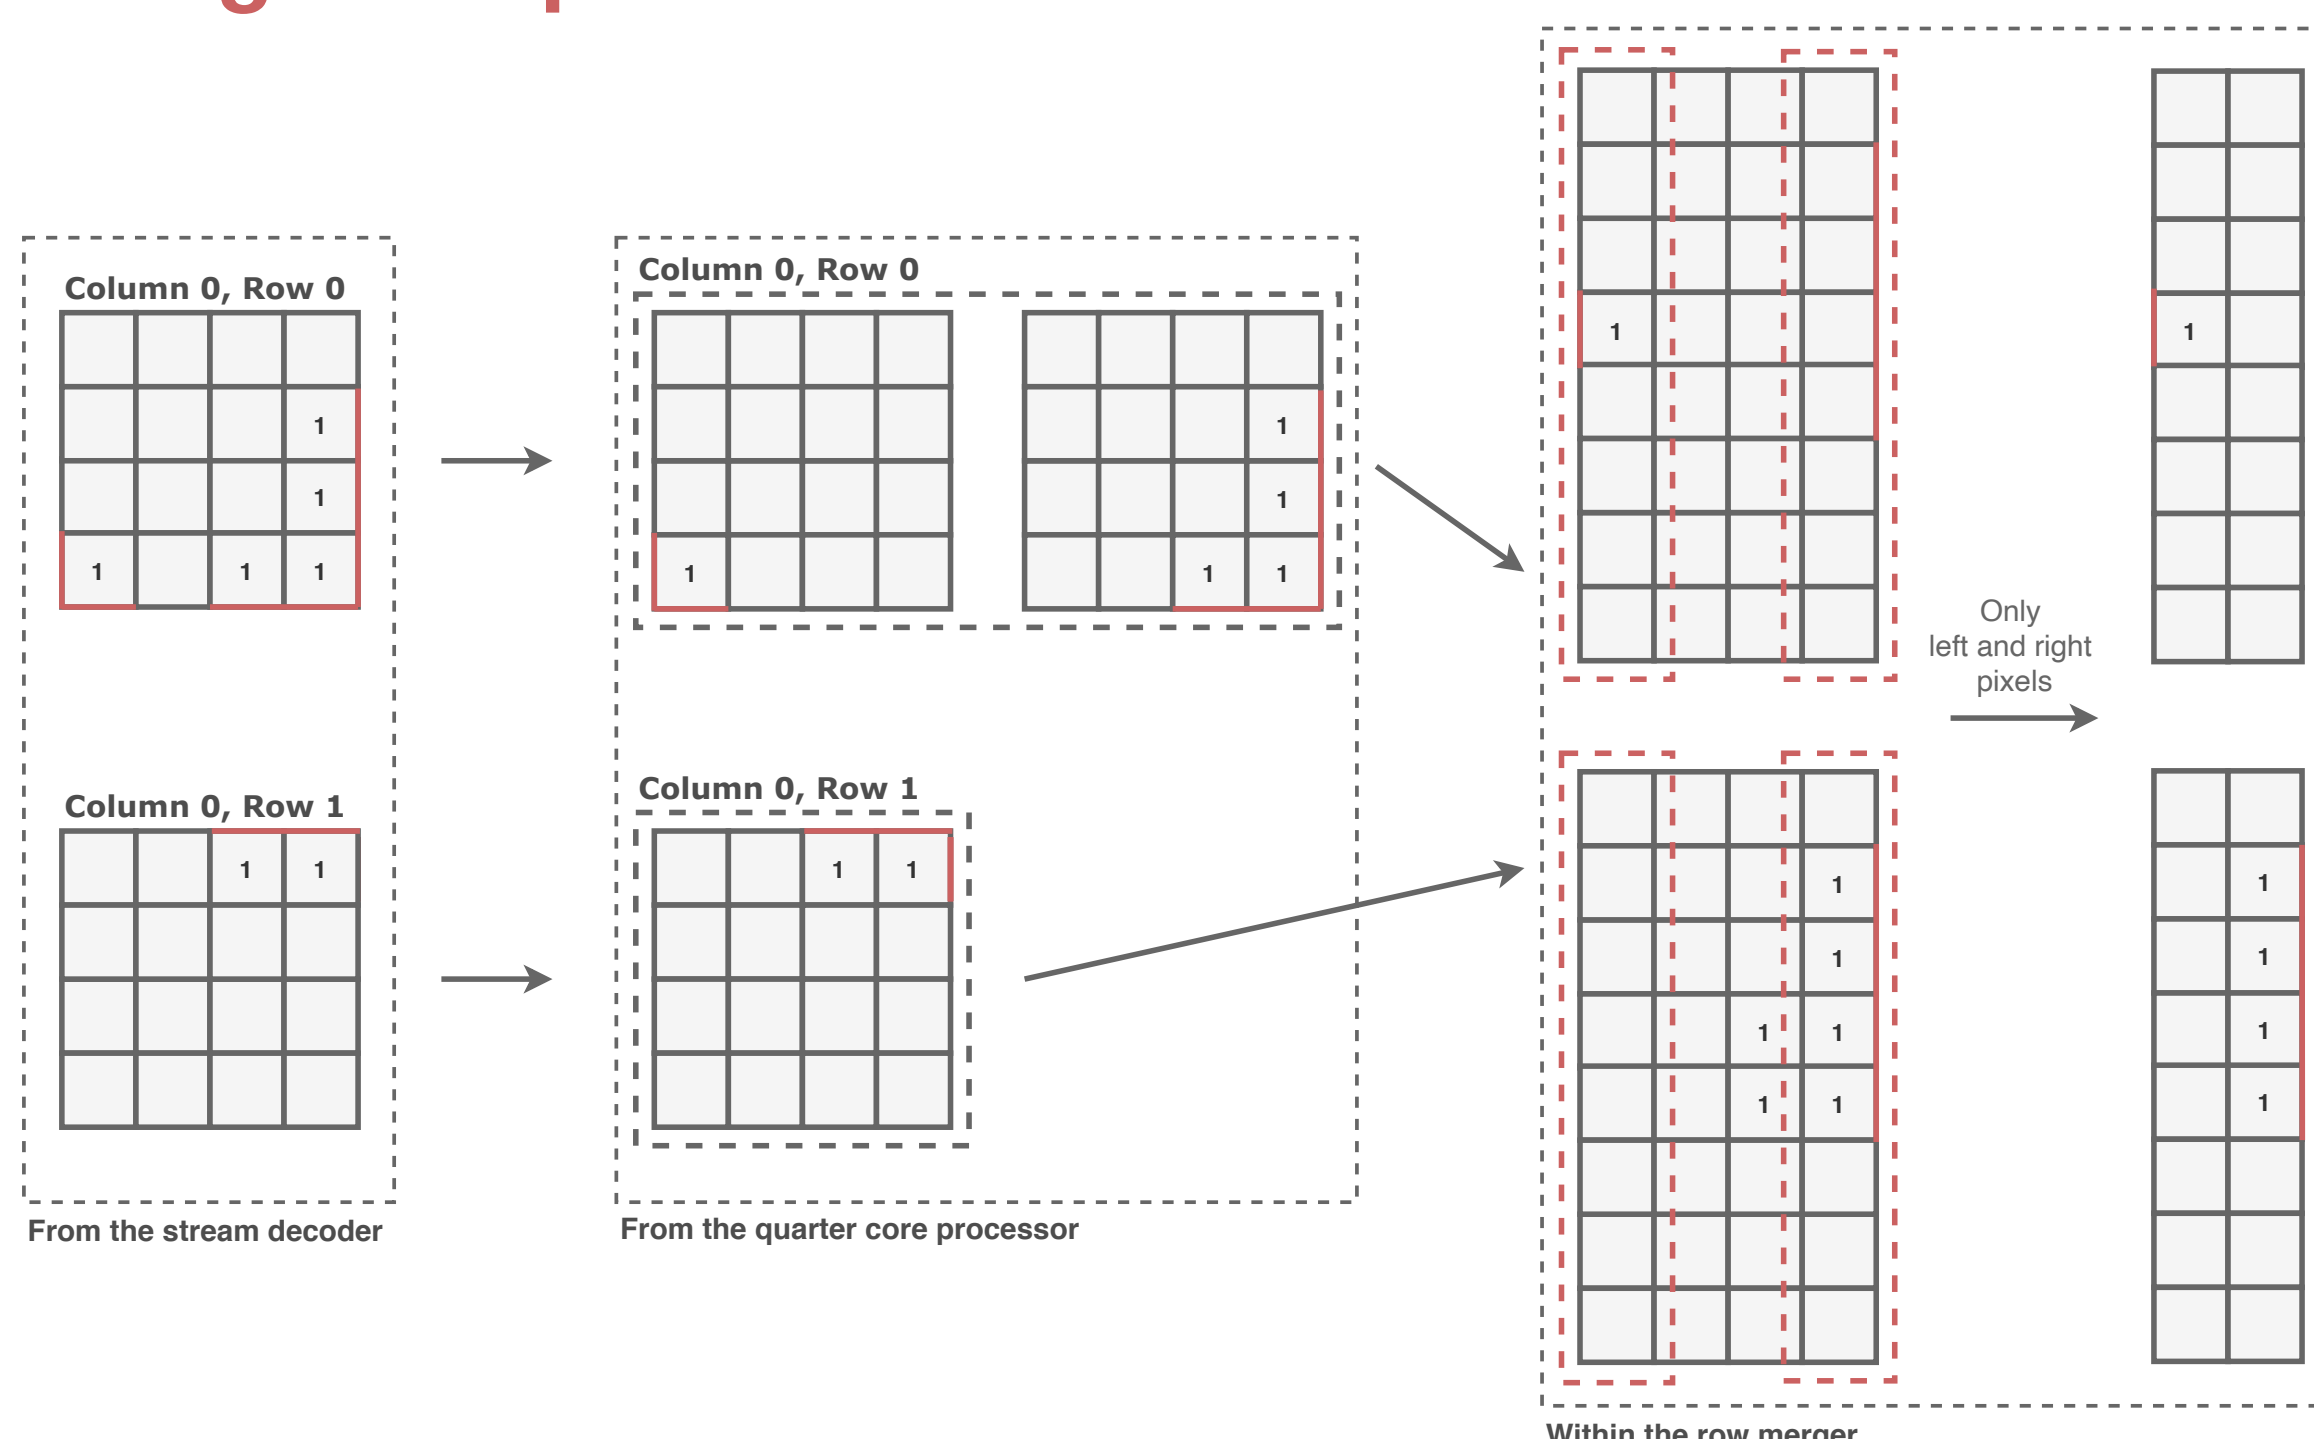 Column 0, Row 0
1
1
1 1 1
Column 0, Row 1
1 1
From the stream decoder
Column 0, Row 0
1
1
1 1 1
Column 0, Row 1
1 1
From the quarter core processor
1
1
1
1 1
1 1
Only
left and right
pixels
1
1
1
1
1
Within the row merger